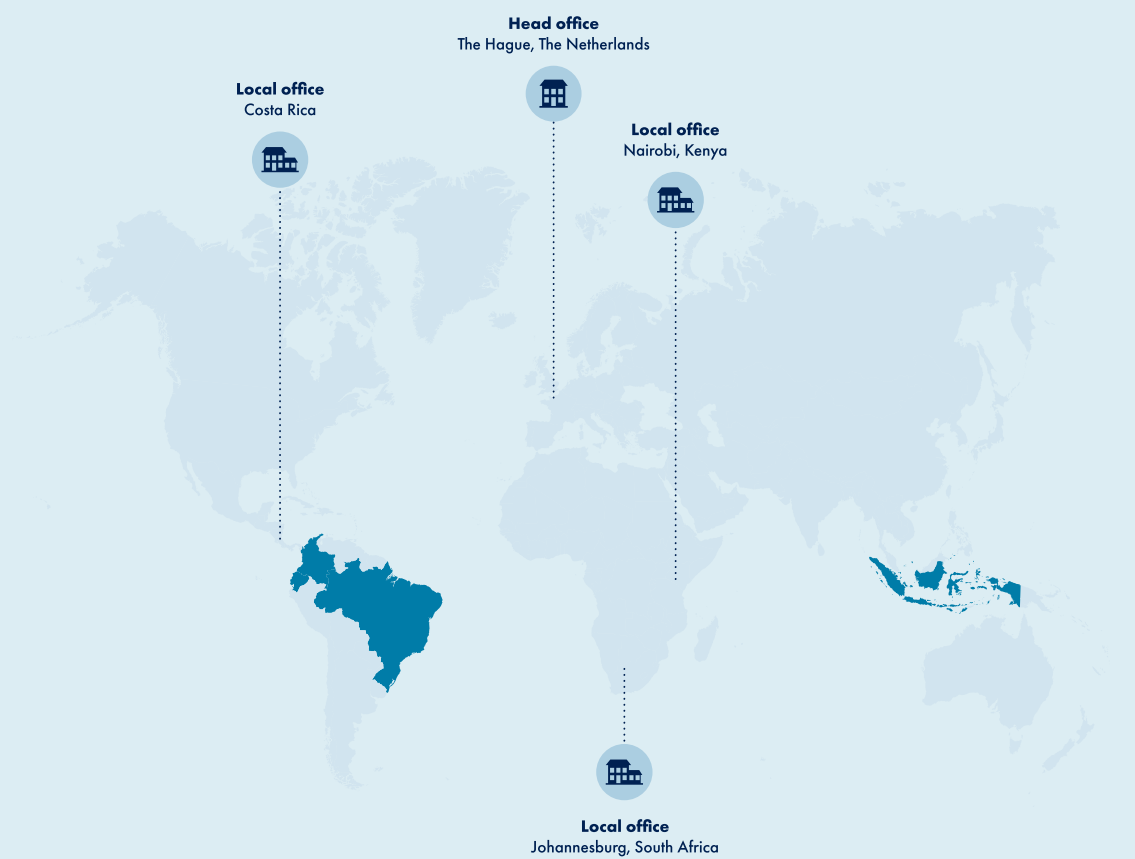 Head office
The Hague, The Netherlands
Local office
Costa Rica
Local office
Nairobi, Kenya
Local office
Johannesburg, South Africa